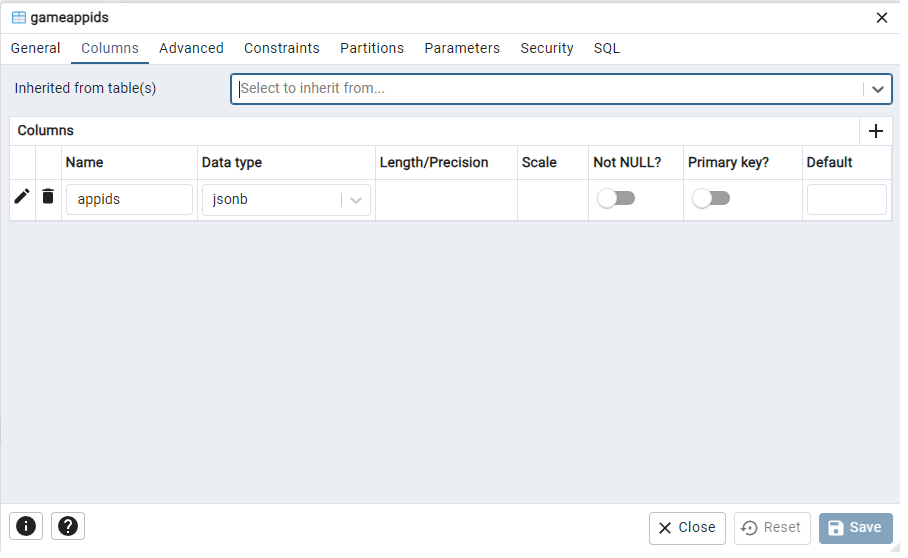 gameappids
General Columns Advanced Constraints Partitions Parameters Security SQL
Inherited from table(s) Select to inherit from...
Columns
Name Data type Length/Precision Scale Not NULL? Primary key? Default
appids jsonb
Close Reset Save